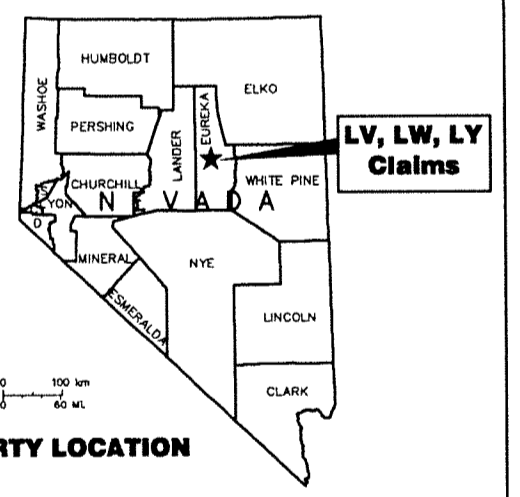 HUMBOLDT
ELKO
WASHOE
PERSHING
LANDER
EUREKA
LV, LW, LY
Claims
WHITE PINE
CHURCHILL
YON
N E V A D A
D
MINERAL
NYE
ESMERALDA
LINCOLN
CLARK
0 100 km
0 60 Mi.
RTY LOCATION